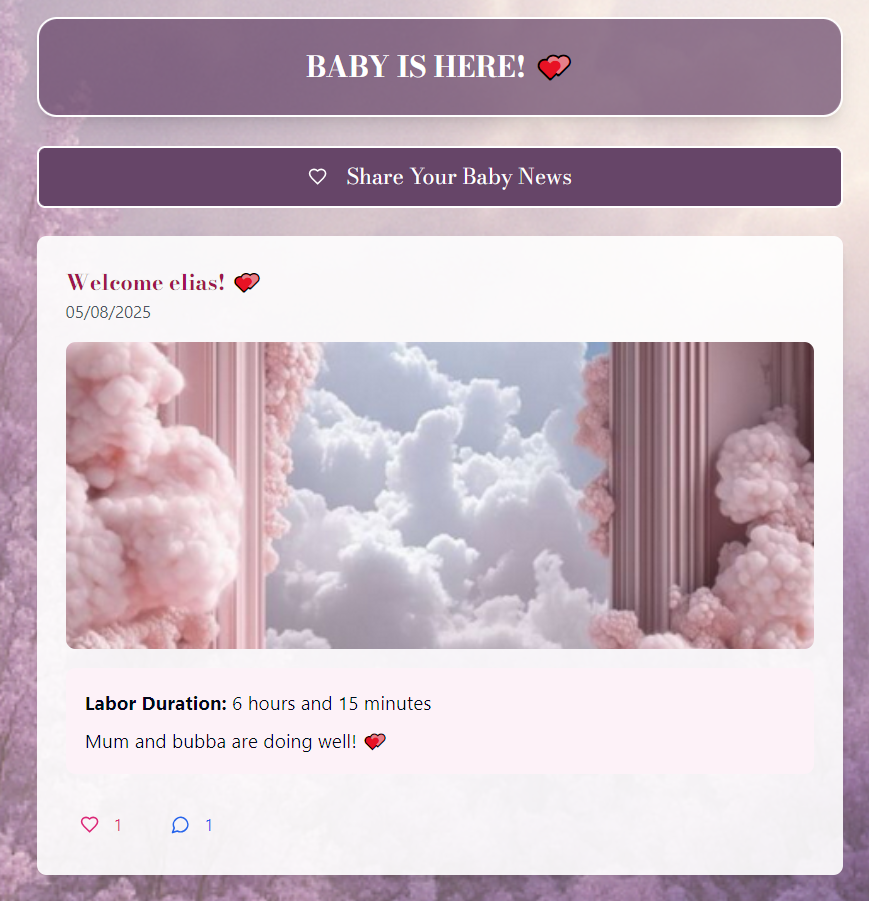 BABY IS HERE! 💕
Share Your Baby News
Welcome elias! 💕
05/08/2025
Labor Duration: 6 hours and 15 minutes
Mum and bubba are doing well! 💕
1 1